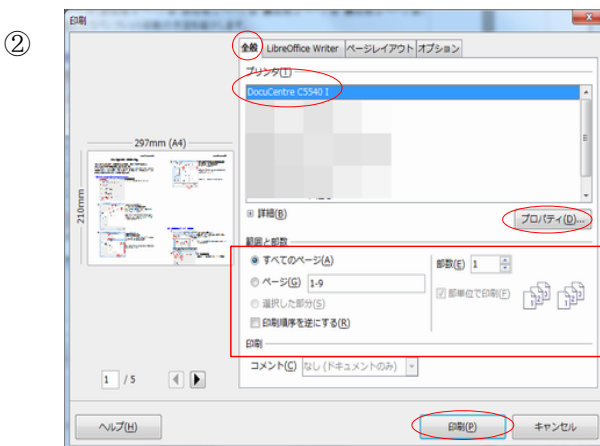 ②
印刷
全般 LibreOffice Writer ページレイアウト オプション
プリンタ(T)
DocuCentre C5540 I
297mm (A4)
210mm
詳細(B)
プロパティ(D)...
範囲と部数
すべてのページ(A)
部数(E) 1
ページ(G) 1-9
部単位で印刷(F)
選択した部分(S)
印刷順序を逆にする(R)
印刷
コメント(C) なし(ドキュメントのみ)
1 / 5
ヘルプ(H)
印刷(P)
キャンセル